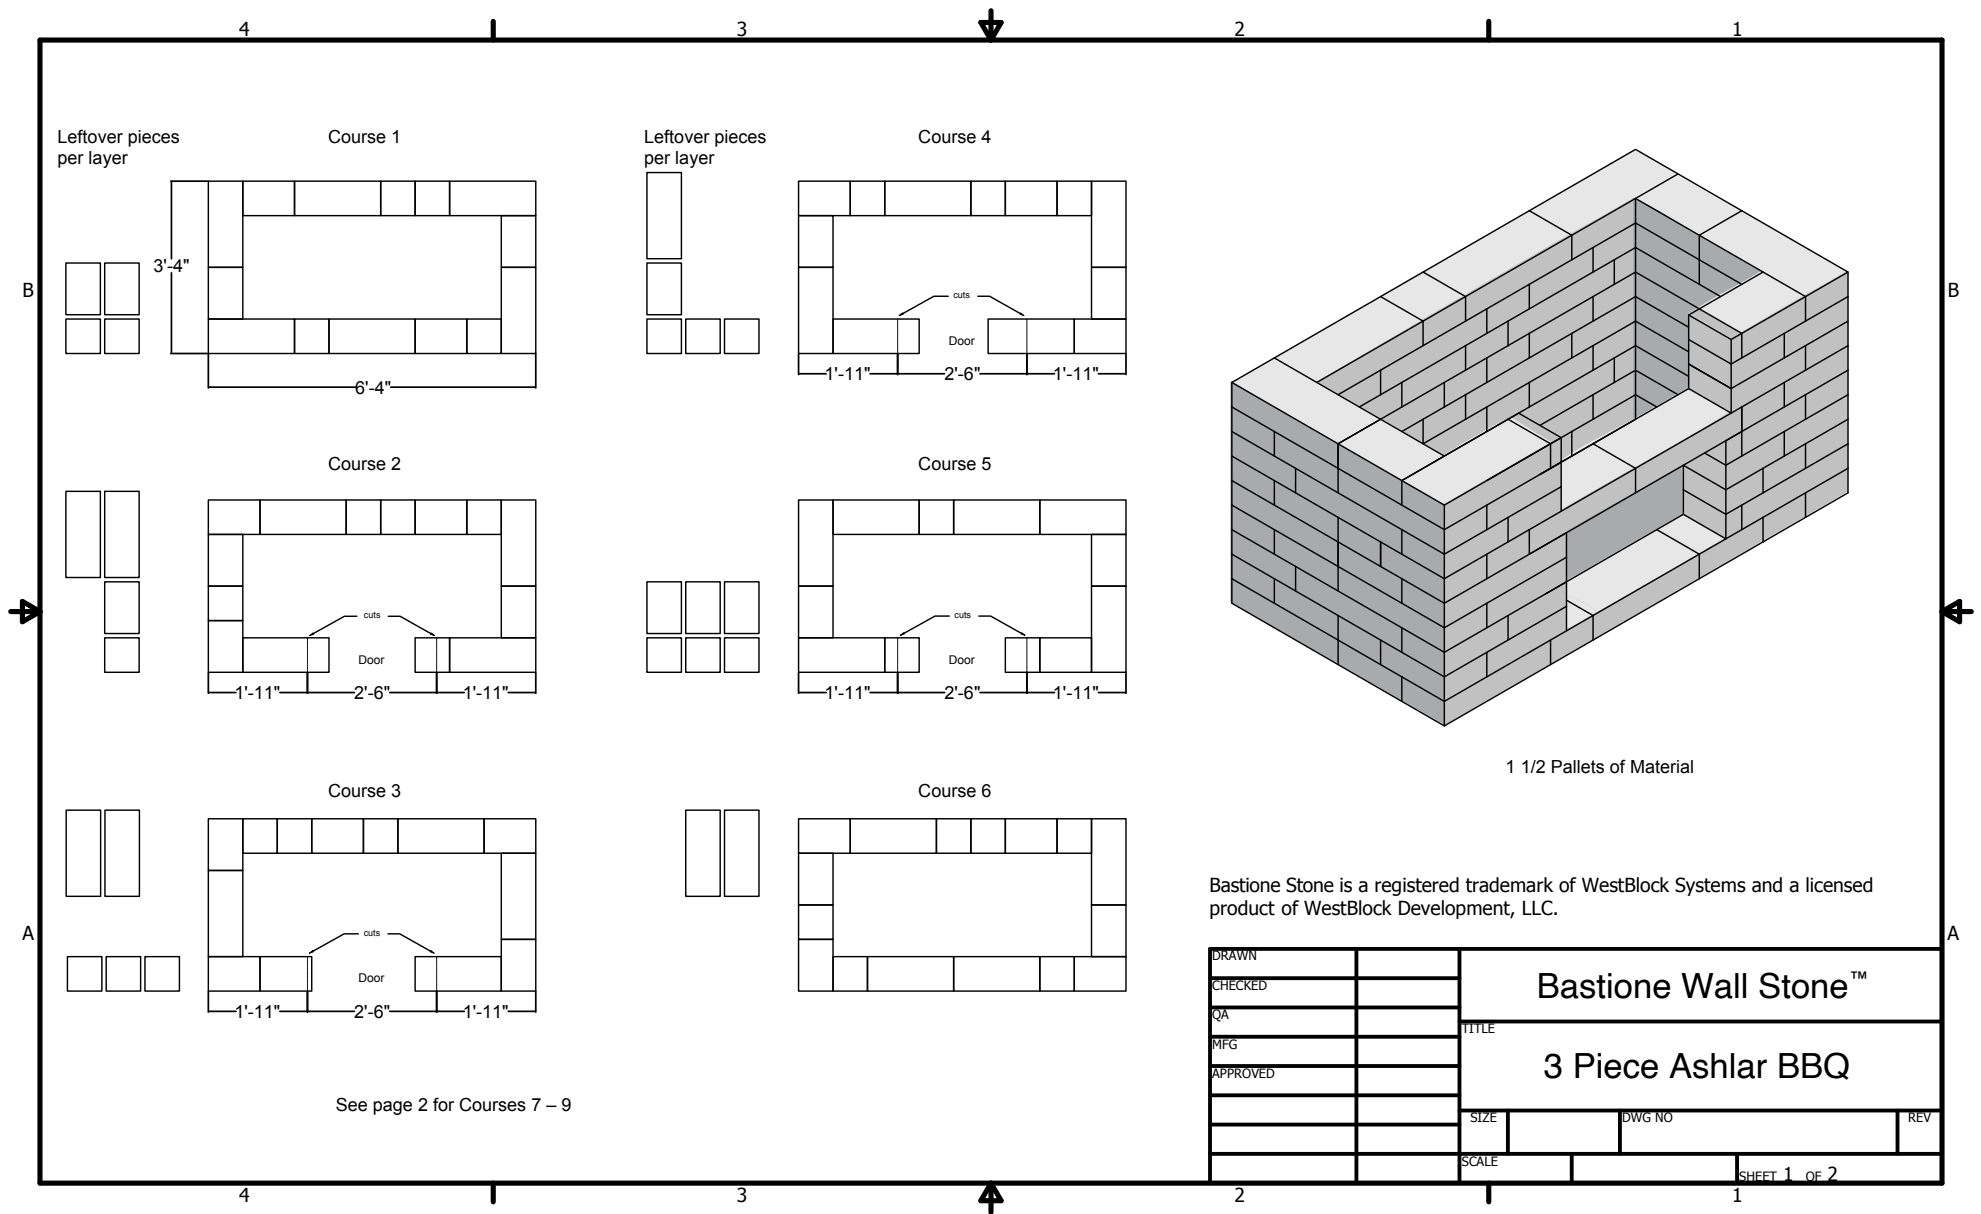 4 3 2 1
Leftover pieces
per layer
Course 1
3'-4"
6'-4"
Leftover pieces
per layer
Course 4
cuts
Door
1'-11" 2'-6" 1'-11"
B
B
Course 2
cuts
Door
1'-11" 2'-6" 1'-11"
Course 5
cuts
Door
1'-11" 2'-6" 1'-11"
1 1/2 Pallets of Material
Course 3
cuts
Door
1'-11" 2'-6" 1'-11"
Course 6
See page 2 for Courses 7 – 9
A
A
Bastione Stone is a registered trademark of WestBlock Systems and a licensed
product of WestBlock Development, LLC.
DRAWN
CHECKED
QA
MFG
APPROVED
Bastione Wall Stone™
TITLE
3 Piece Ashlar BBQ
SIZE DWG NO REV
SCALE
SHEET 1 OF 2
4 3 2 1